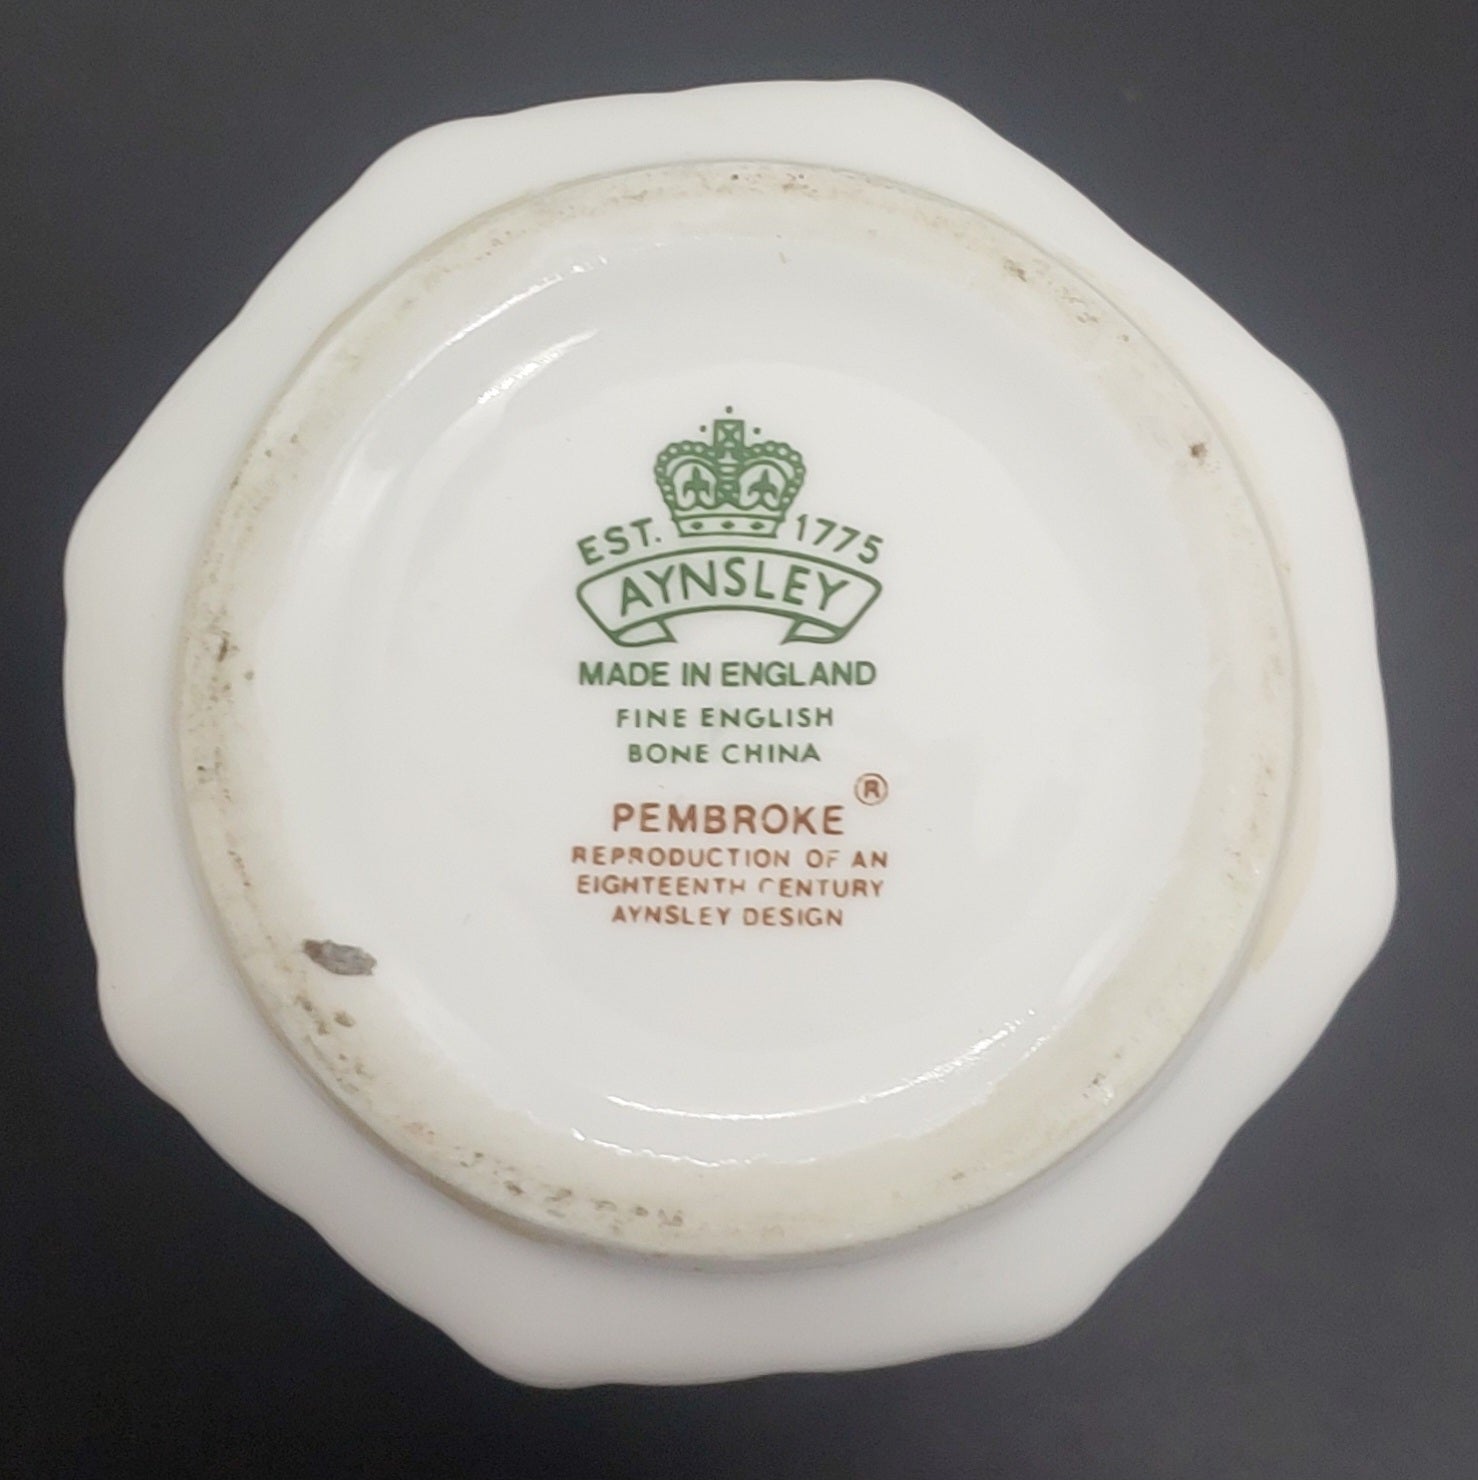 EST. 1775
AYNSLEY
MADE IN ENGLAND
FINE ENGLISH
BONE CHINA
PEMBROKE ®
REPRODUCTION OF AN
EIGHTEENTH CENTURY
AYNSLEY DESIGN